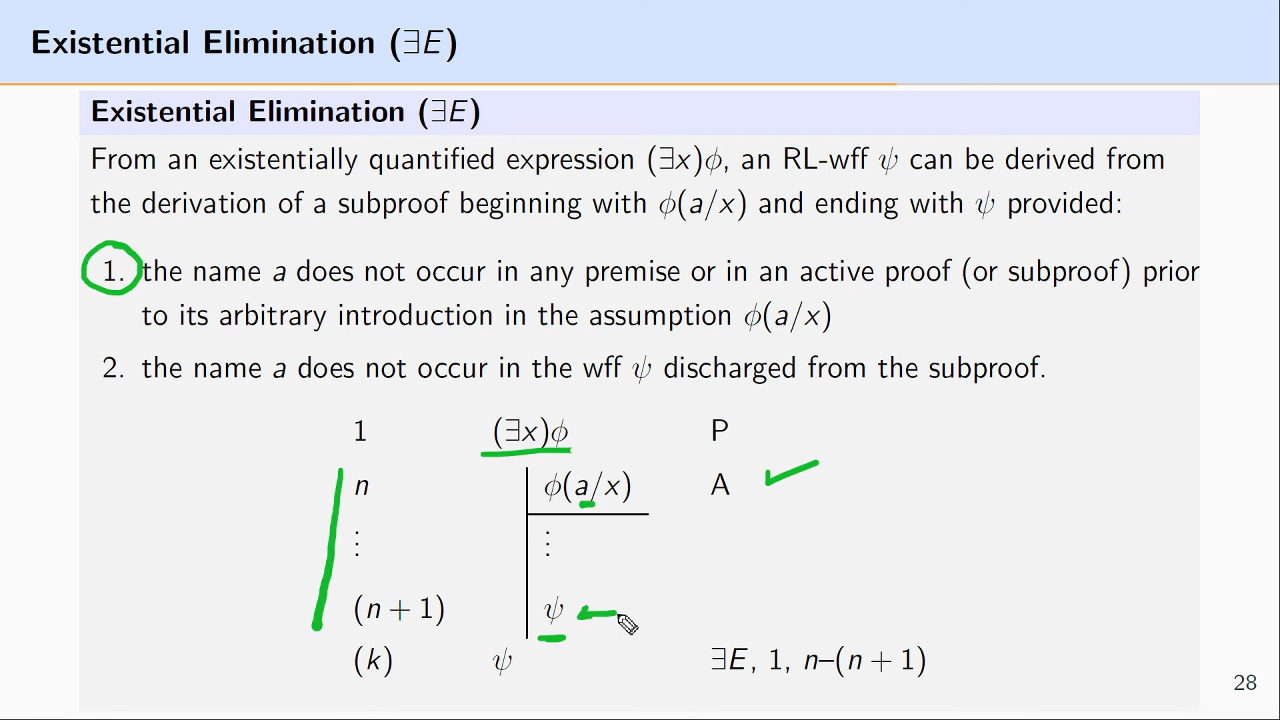 Existential Elimination (∃E)
Existential Elimination (∃E)
From an existentially quantified expression (∃x)ϕ, an RL-wff ψ can be derived from
the derivation of a subproof beginning with ϕ(a/x) and ending with ψ provided:
1. the name a does not occur in any premise or in an active proof (or subproof) prior
to its arbitrary introduction in the assumption ϕ(a/x)
2. the name a does not occur in the wff ψ discharged from the subproof.
1 (∃x)ϕ P
n ϕ(a/x) A
⋮ ⋮
(n + 1) ψ
(k) ψ ∃E, 1, n–(n + 1)
28